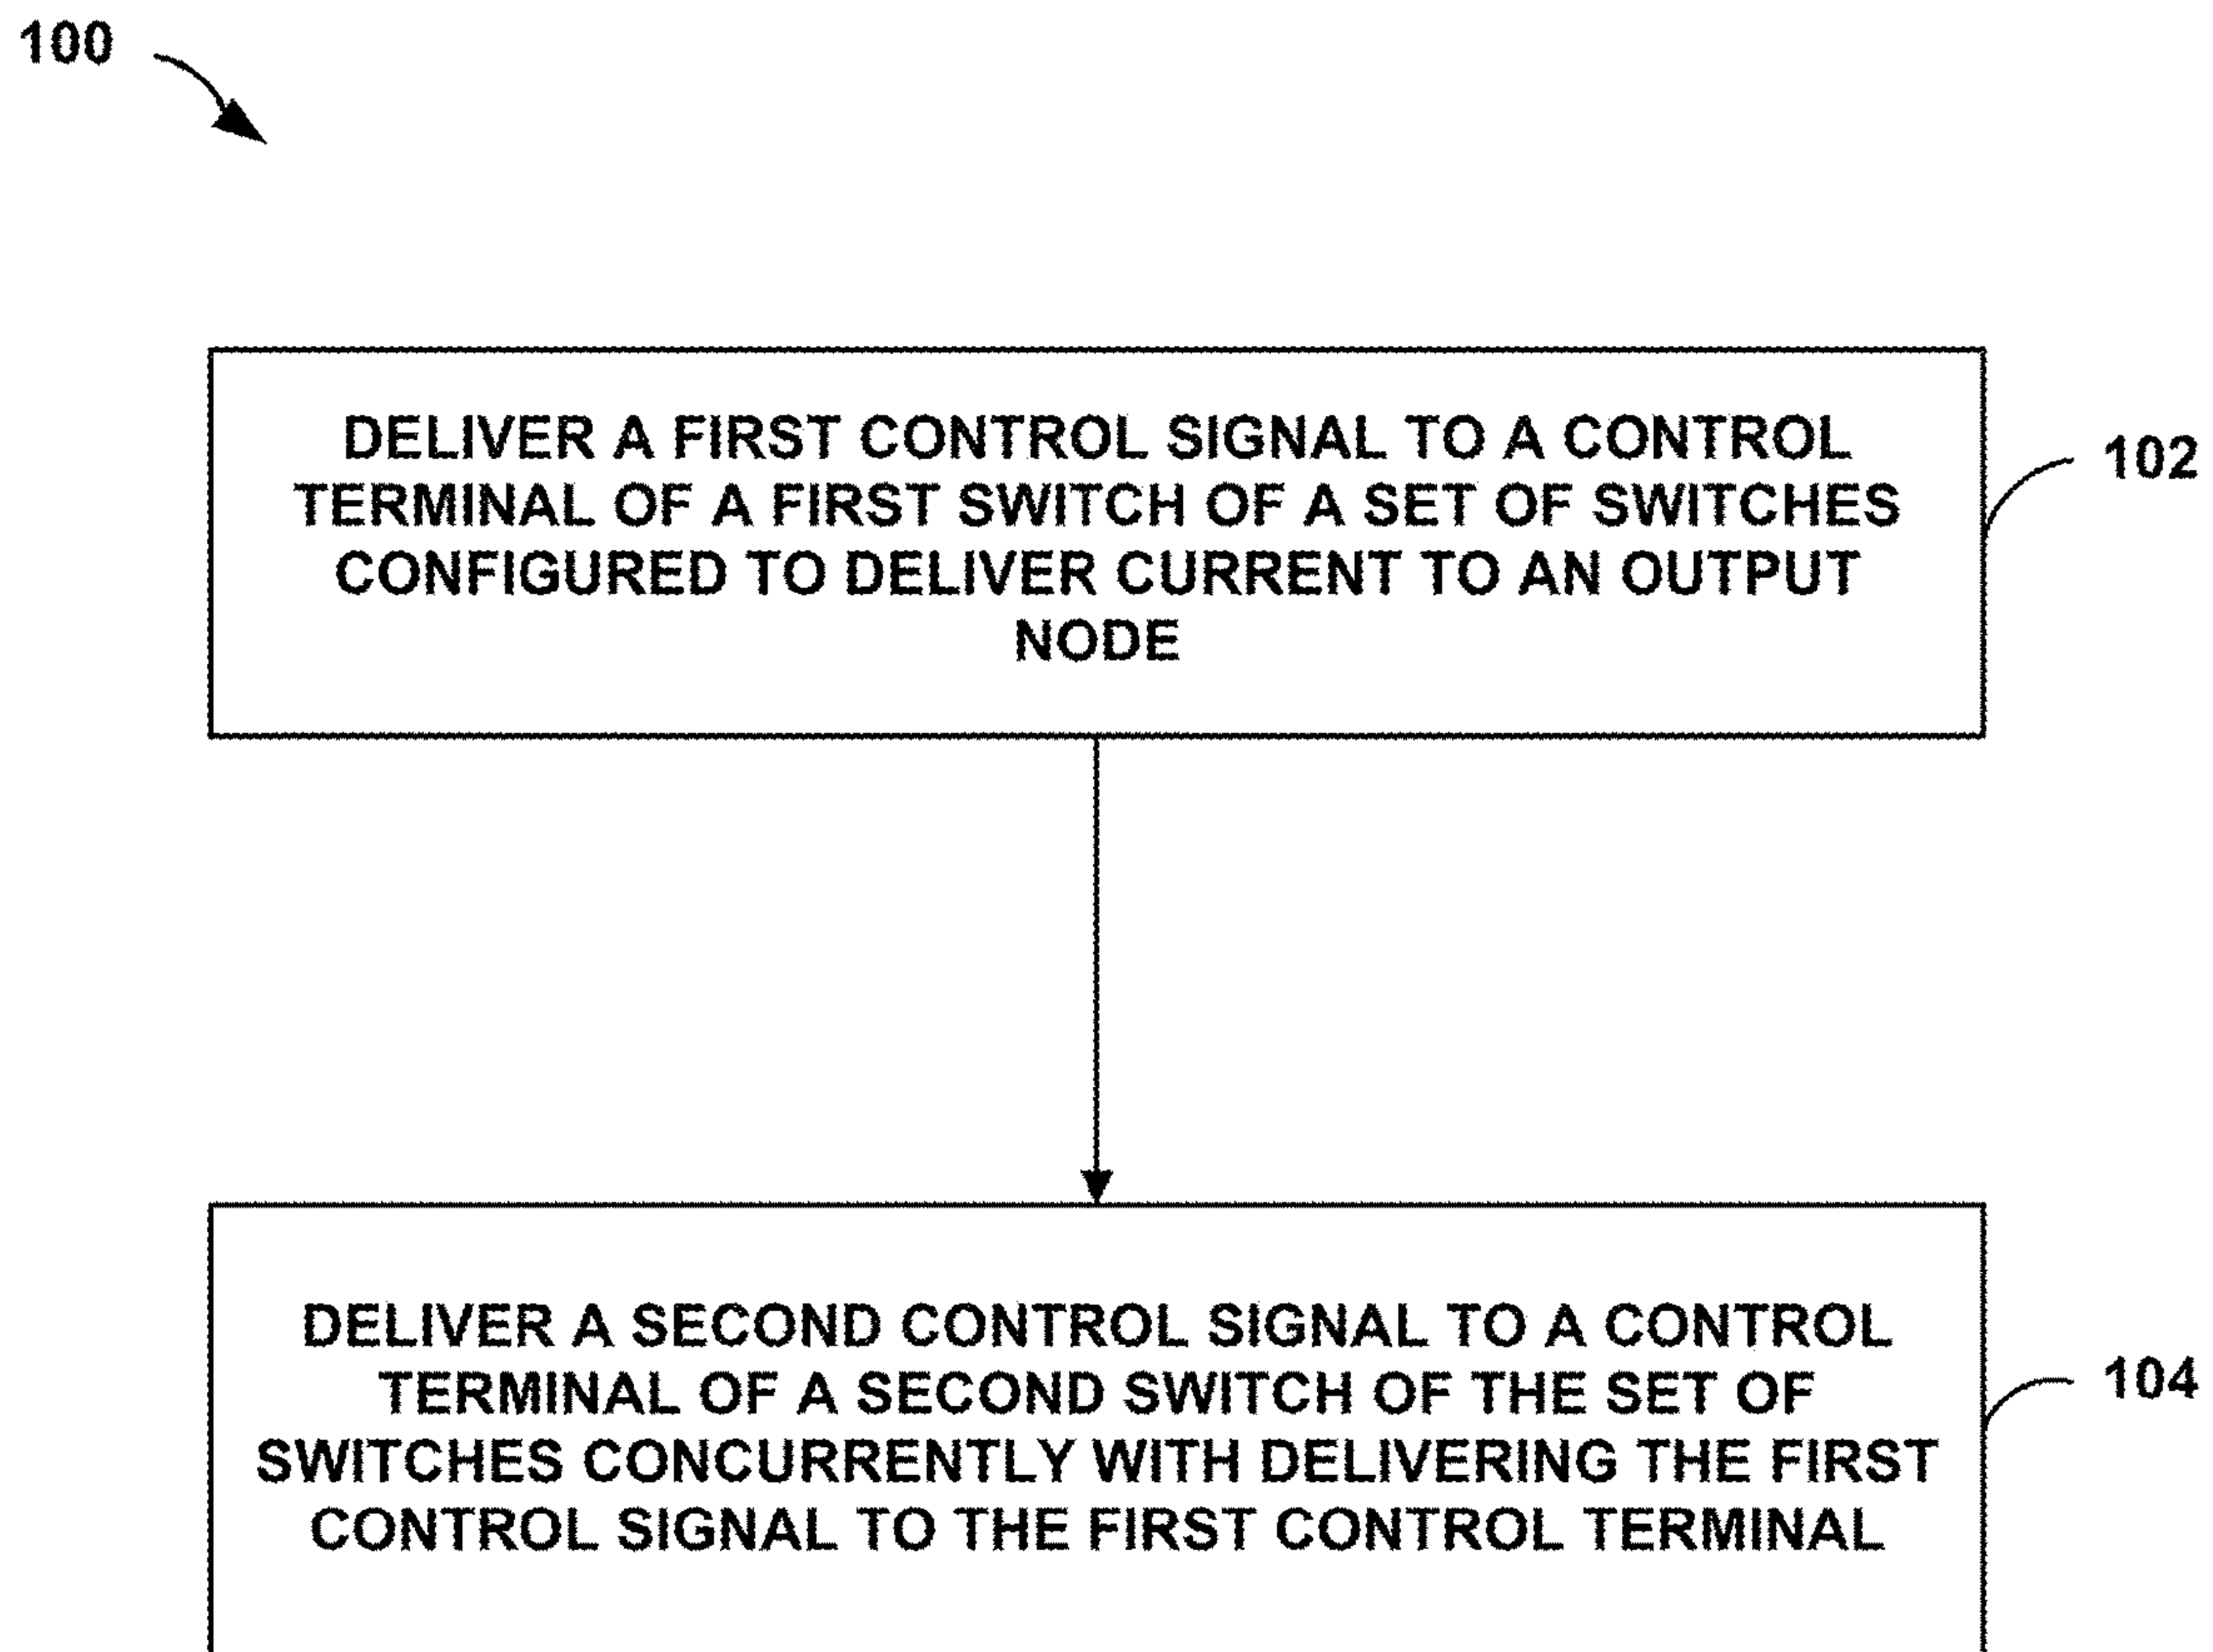 100
DELIVER A FIRST CONTROL SIGNAL TO A CONTROL
TERMINAL OF A FIRST SWITCH OF A SET OF SWITCHES
CONFIGURED TO DELIVER CURRENT TO AN OUTPUT
NODE
102
DELIVER A SECOND CONTROL SIGNAL TO A CONTROL
TERMINAL OF A SECOND SWITCH OF THE SET OF
SWITCHES CONCURRENTLY WITH DELIVERING THE FIRST
CONTROL SIGNAL TO THE FIRST CONTROL TERMINAL
104